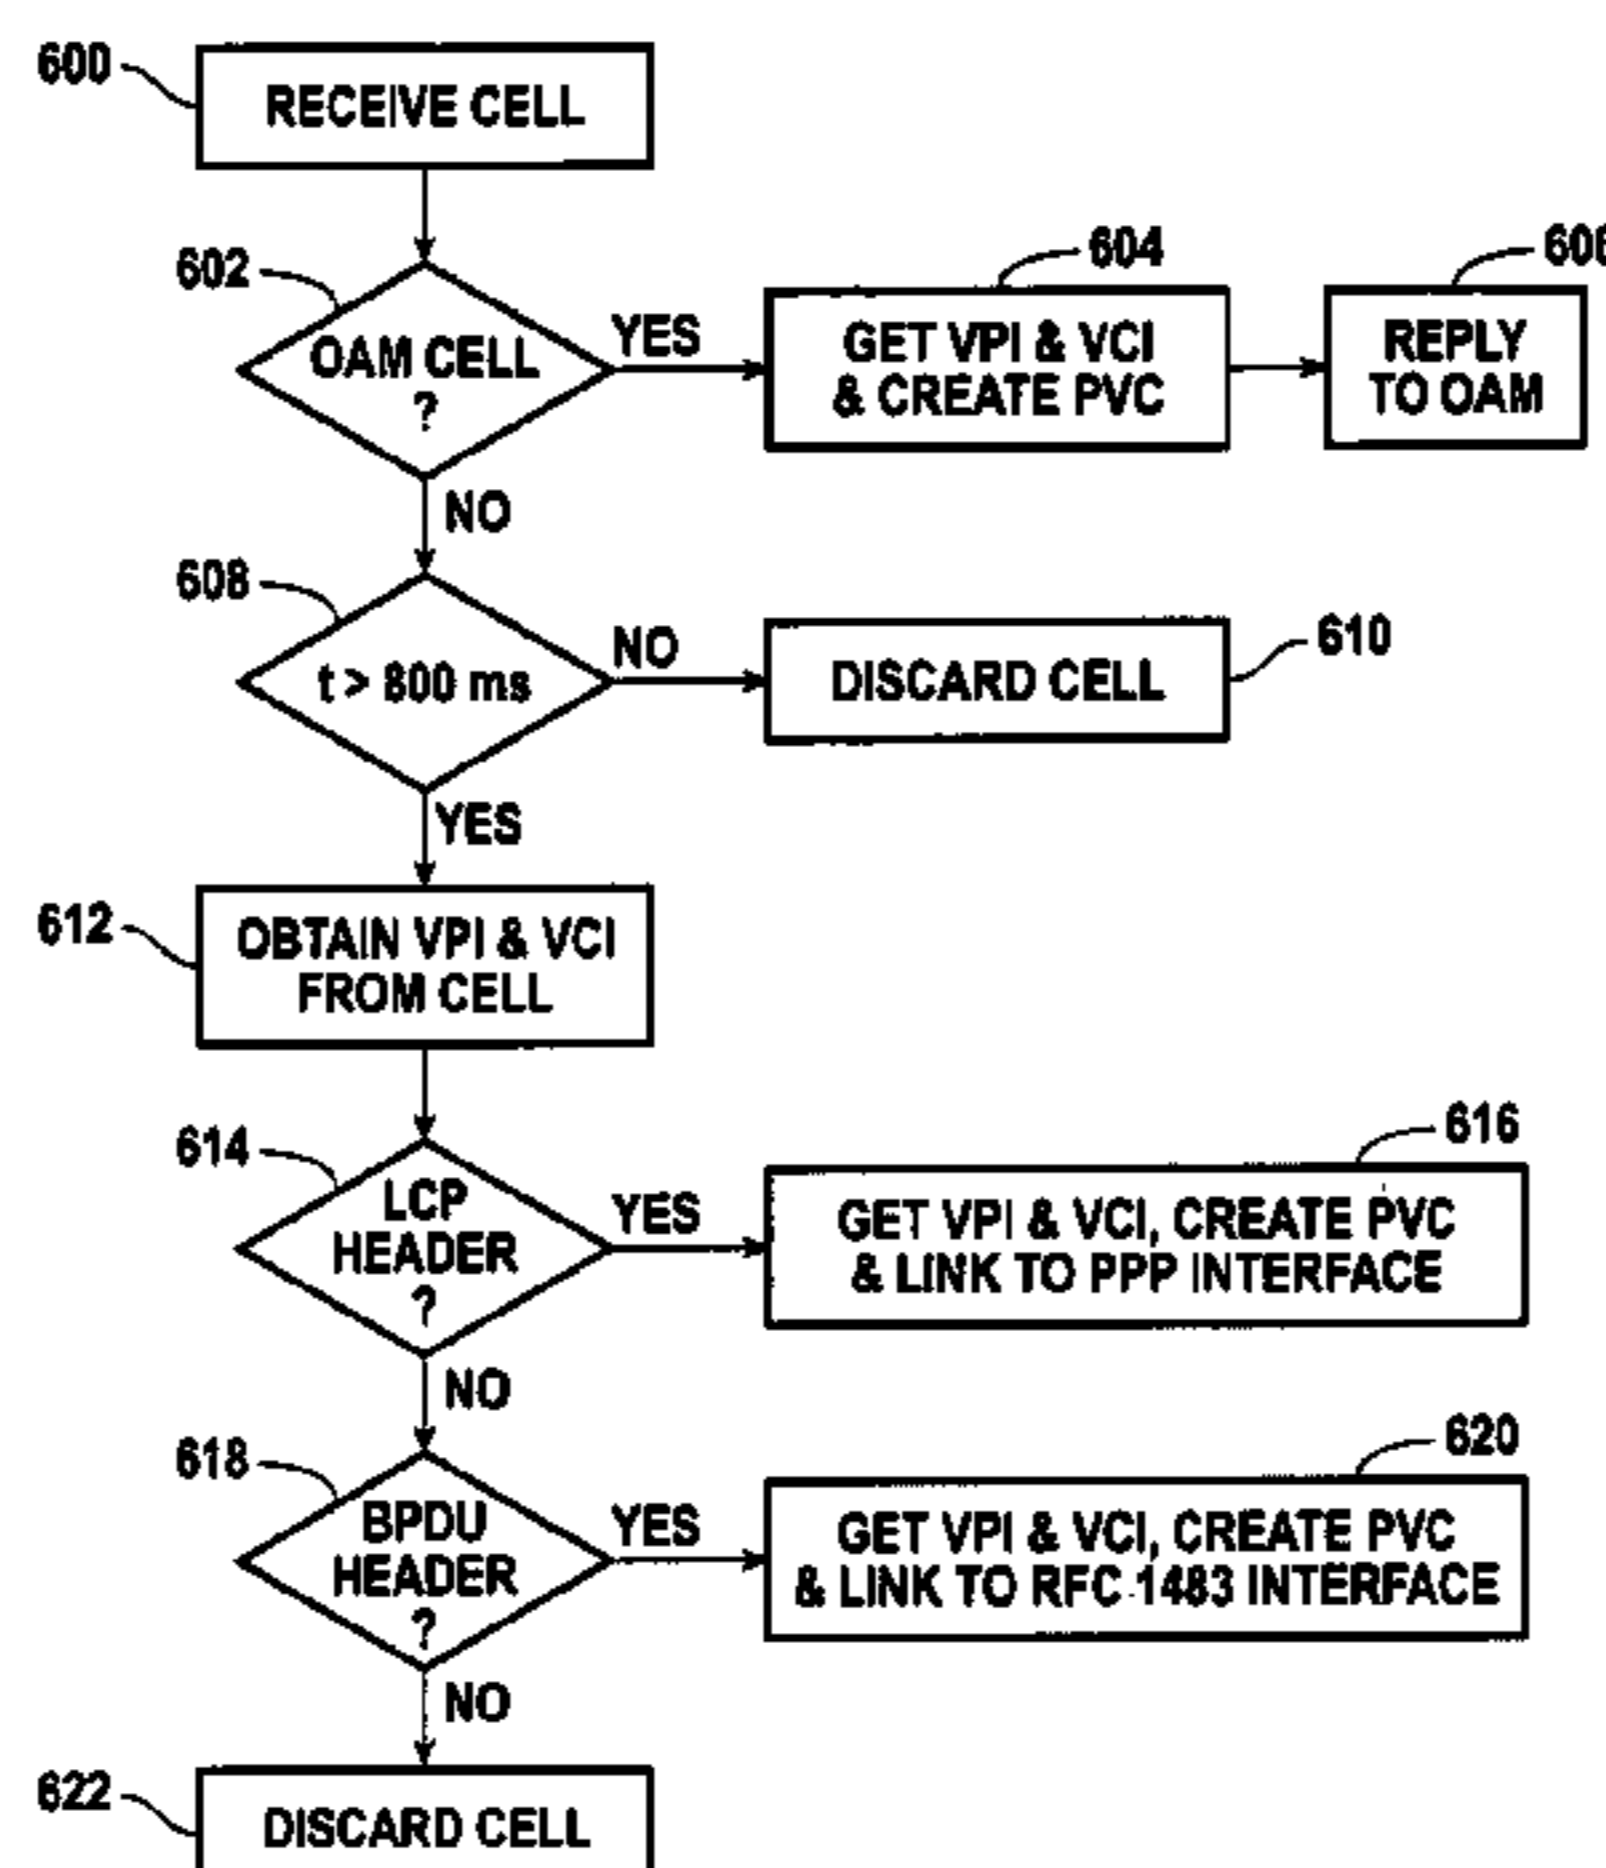 600
RECEIVE CELL
602
OAM CELL
?
YES
604
GET VPI & VCI
& CREATE PVC
606
REPLY
TO OAM
NO
608
t > 800 ms
NO
DISCARD CELL
610
YES
612
OBTAIN VPI & VCI
FROM CELL
614
LCP
HEADER
?
YES
616
GET VPI & VCI, CREATE PVC
& LINK TO PPP INTERFACE
NO
618
BPDU
HEADER
?
YES
620
GET VPI & VCI, CREATE PVC
& LINK TO RFC 1483 INTERFACE
NO
622
DISCARD CELL